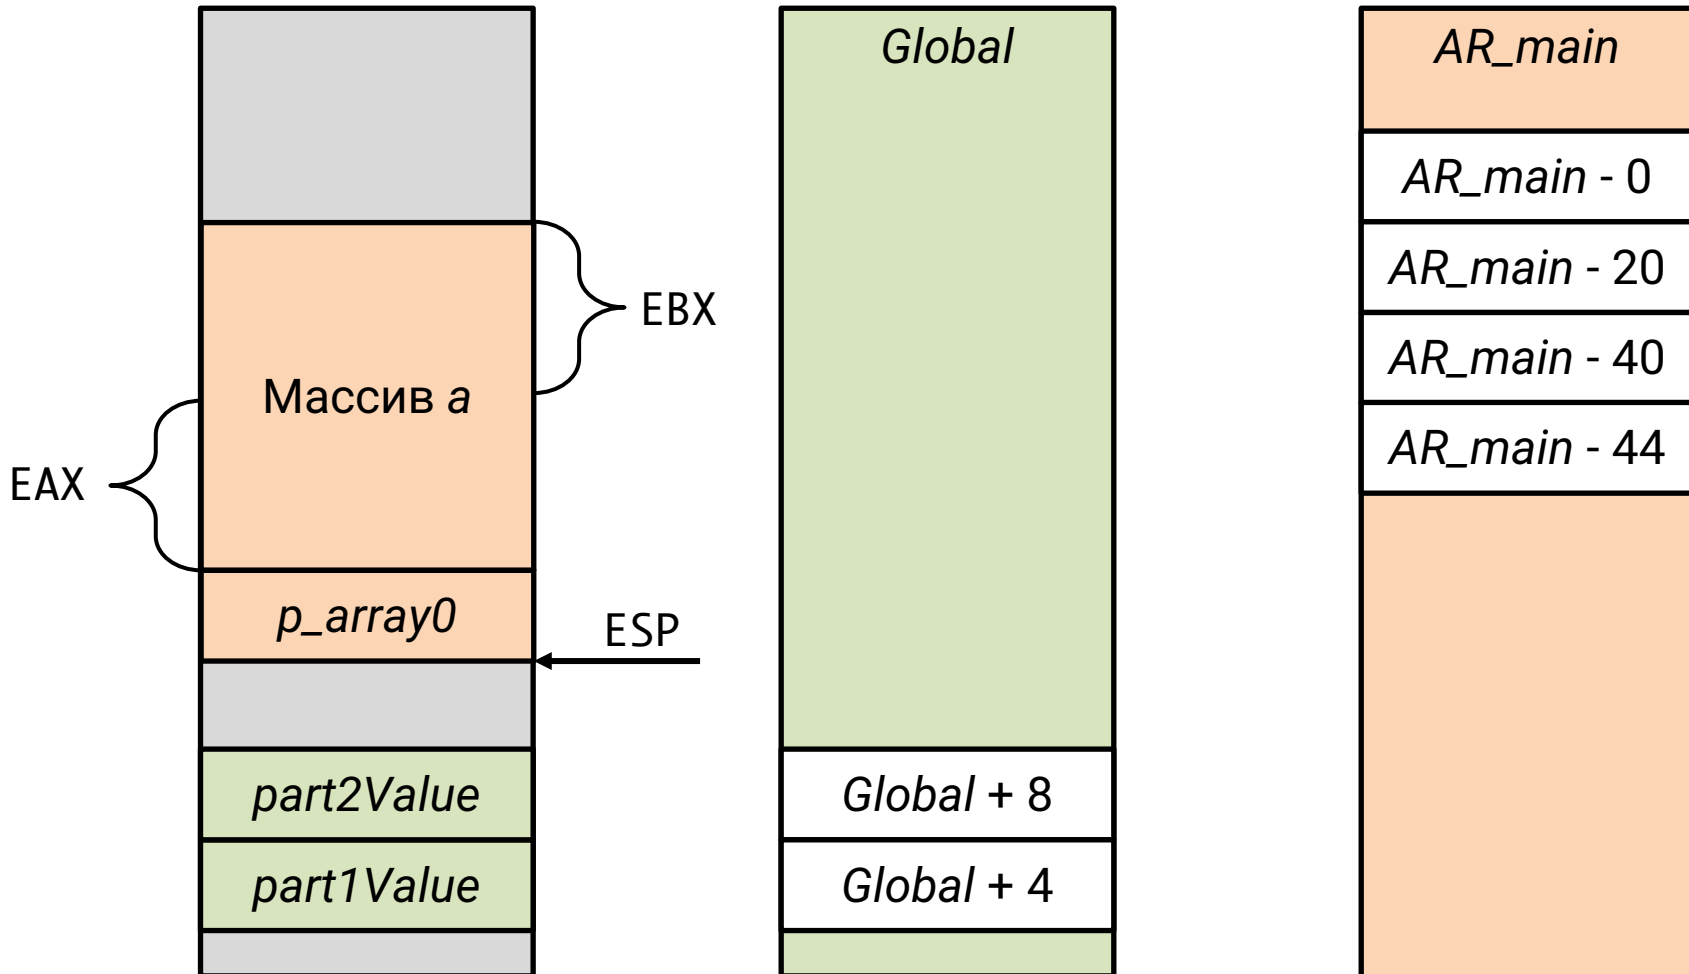 Массив a
p_array0
part2Value
part1Value
EAX
EBX
ESP
Global
Global + 8
Global + 4
AR_main
AR_main - 0
AR_main - 20
AR_main - 40
AR_main - 44